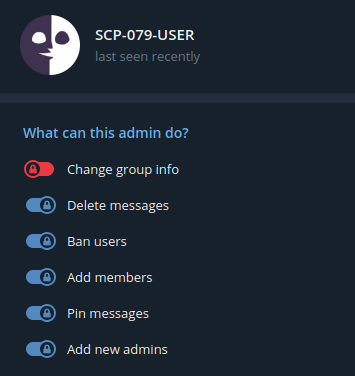 SCP-079-USER
last seen recently
What can this admin do?
Change group info
Delete messages
Ban users
Add members
Pin messages
Add new admins